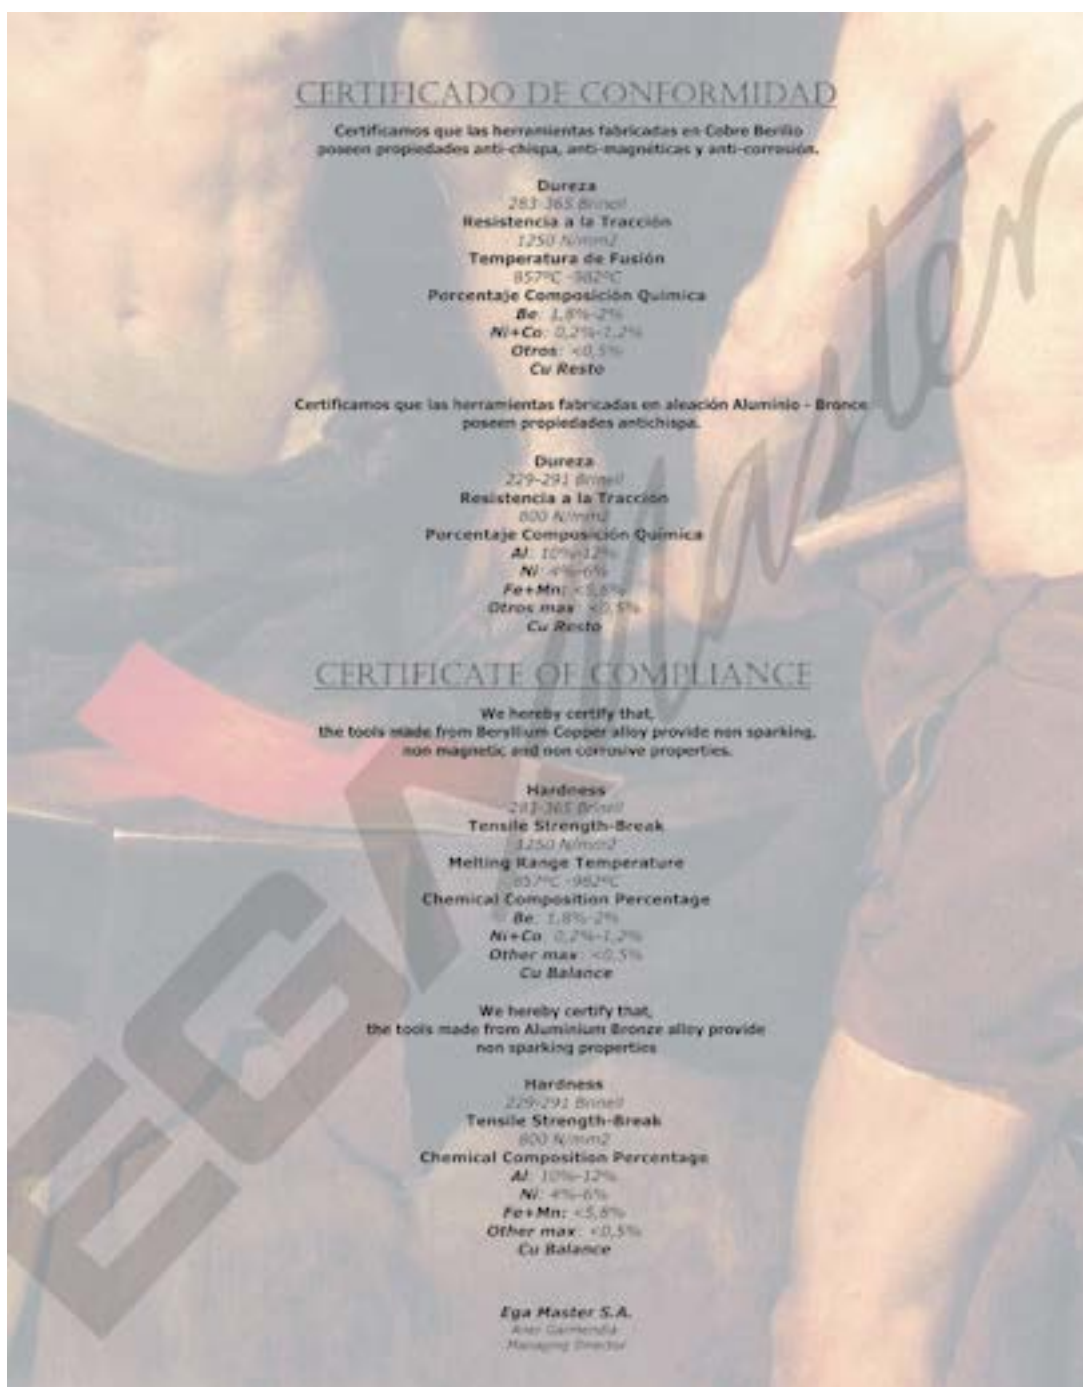 CERTIFICADO DE CONFORMIDAD
Certificamos que las herramientas fabricadas en Cobre Berilio
poseen propiedades anti-chispa, anti-magnéticas y anti-corrosión.
Dureza
283-365 Brinell
Resistencia a la Tracción
1250 N/mm2
Temperatura de Fusión
857ºC -982ºC
Porcentaje Composición Química
Be: 1,8%-2%
Ni+Co: 0,2%-1,2%
Otros: <0,5%
Cu Resto
Certificamos que las herramientas fabricadas en aleación Aluminio - Bronce
poseen propiedades antichispa.
Dureza
229-291 Brinell
Resistencia a la Tracción
800 N/mm2
Porcentaje Composición Química
Al: 10%-12%
Ni: 4%-6%
Fe+Mn: <5,8%
Otros max: <0,5%
Cu Resto
CERTIFICATE OF COMPLIANCE
We hereby certify that,
the tools made from Beryllium Copper alloy provide non sparking,
non magnetic and non corrosive properties.
Hardness
283-365 Brinell
Tensile Strength-Break
1250 N/mm2
Melting Range Temperature
857ºC -982ºC
Chemical Composition Percentage
Be: 1,8%-2%
Ni+Co: 0,2%-1,2%
Other max: <0,5%
Cu Balance
We hereby certify that,
the tools made from Aluminium Bronze alloy provide
non sparking properties
Hardness
229-291 Brinell
Tensile Strength-Break
800 N/mm2
Chemical Composition Percentage
Al: 10%-12%
Ni: 4%-6%
Fe+Mn: <5,8%
Other max: <0,5%
Cu Balance
Ega Master S.A.
Aner Garmendia
Managing Director
EGA Master